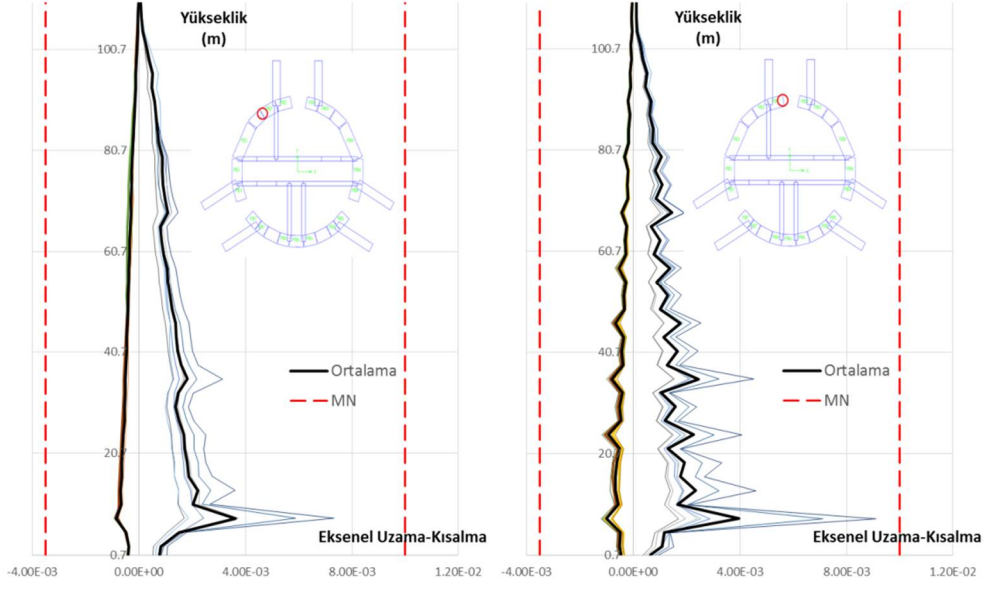 Yükseklik
(m)
100.7
80.7
60.7
40.7
20.7
0.7
Ortalama
MN
Eksenel Uzama-Kısalma
-4.00E-03
0.00E+00
4.00E-03
8.00E-03
1.20E-02
Yükseklik
(m)
100.7
80.7
60.7
40.7
20.7
0.7
Ortalama
MN
Eksenel Uzama-Kısalma
-4.00E-03
0.00E+00
4.00E-03
8.00E-03
1.20E-02